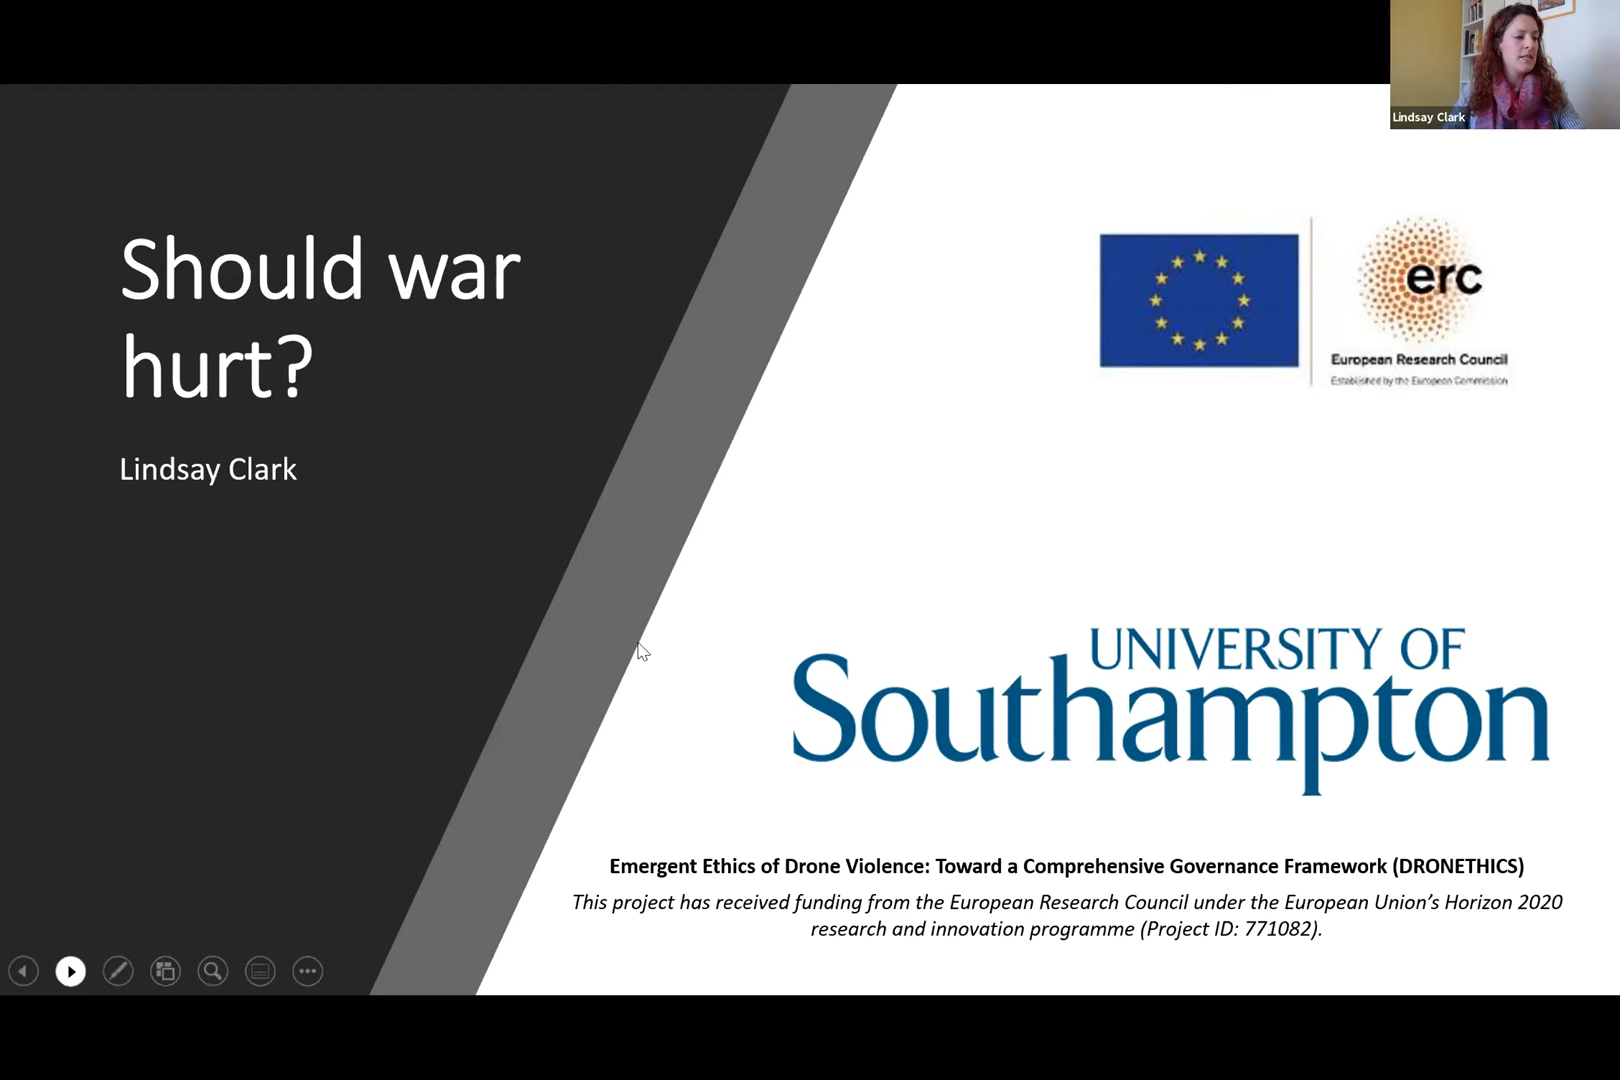 Lindsay Clark
Should war
hurt?
Lindsay Clark
erc
European Research Council
Established by the European Commission
UNIVERSITY OF
Southampton
Emergent Ethics of Drone Violence: Toward a Comprehensive Governance Framework (DRONETHICS)
This project has received funding from the European Research Council under the European Union’s Horizon 2020
research and innovation programme (Project ID: 771082).